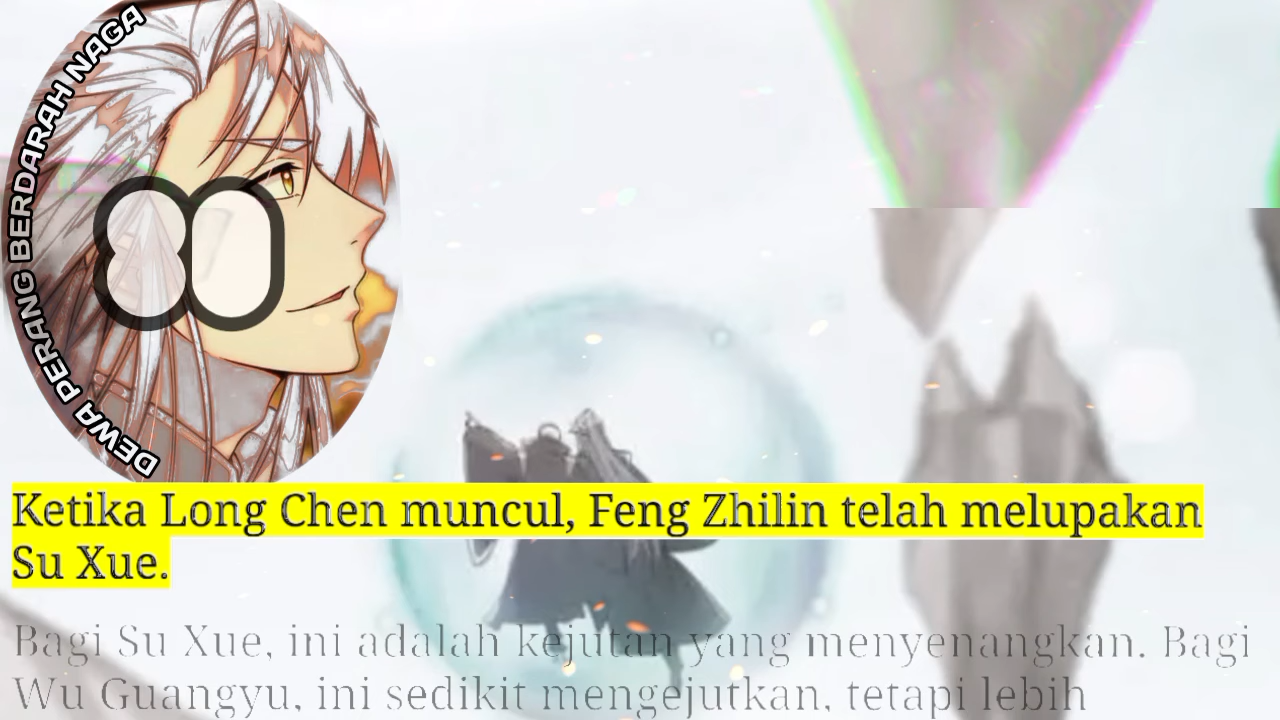 DEWA PERANG BERDARAH NAGA
80
Ketika Long Chen muncul, Feng Zhilin telah melupakan
Su Xue.
Bagi Su Xue, ini adalah kejutan yang menyenangkan. Bagi
Wu Guangyu, ini sedikit mengejutkan, tetapi lebih